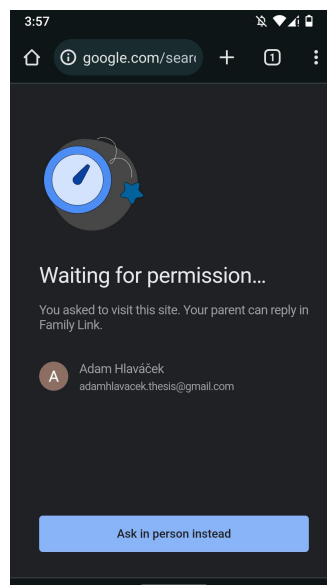 3:57
google.com/sear
1
Waiting for permission…
You asked to visit this site. Your parent can reply in
Family Link.
A
Adam Hlaváček
adamhlavacek.thesis@gmail.com
Ask in person instead